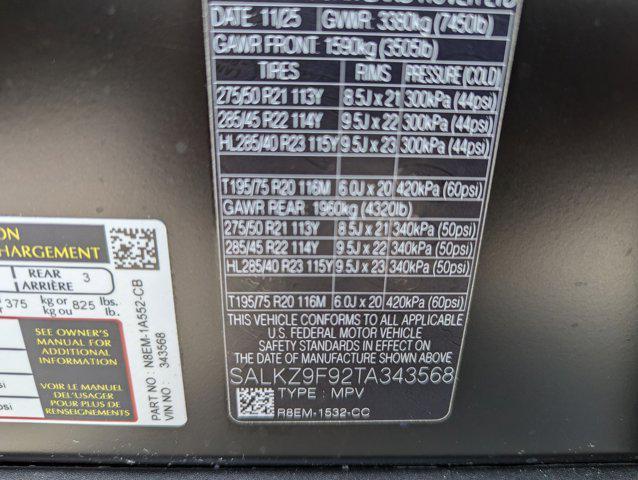 DATE: 11/25 GVWR: 3380kg (7450lb)
GAWR FRONT: 1590kg (3505lb)
TIRES RIMS PRESSURE (COLD)
275/50 R21 113Y 8.5J x 21 300kPa (44psi)
285/45 R22 114Y 9.5J x 22 300kPa (44psi)
HL285/40 R23 115Y 9.5J x 23 300kPa (44psi)
T195/75 R20 116M 6.0J x 20 420kPa (60psi)
GAWR REAR: 1960kg (4320lb)
275/50 R21 113Y 8.5J x 21 340kPa (50psi)
285/45 R22 114Y 9.5J x 22 340kPa (50psi)
HL285/40 R23 115Y 9.5J x 23 340kPa (50psi)
T195/75 R20 116M 6.0J x 20 420kPa (60psi)
THIS VEHICLE CONFORMS TO ALL APPLICABLE
U.S. FEDERAL MOTOR VEHICLE
SAFETY STANDARDS IN EFFECT ON
THE DATE OF MANUFACTURE SHOWN ABOVE
SALKZ9F92TA343568
TYPE: MPV
R8EM-1532-CC
ION
CHARGEMENT
REAR 3
ARRIÈRE
375 kg or 825 lbs.
kg ou lb.
SEE OWNER'S
MANUAL FOR
ADDITIONAL
INFORMATION
VOIR LE MANUEL
DEL'USAGER
POUR PLUS DE
RENSEIGNEMENTS
PART NO: N8EM-1A552-CB
VIN NO: 343568